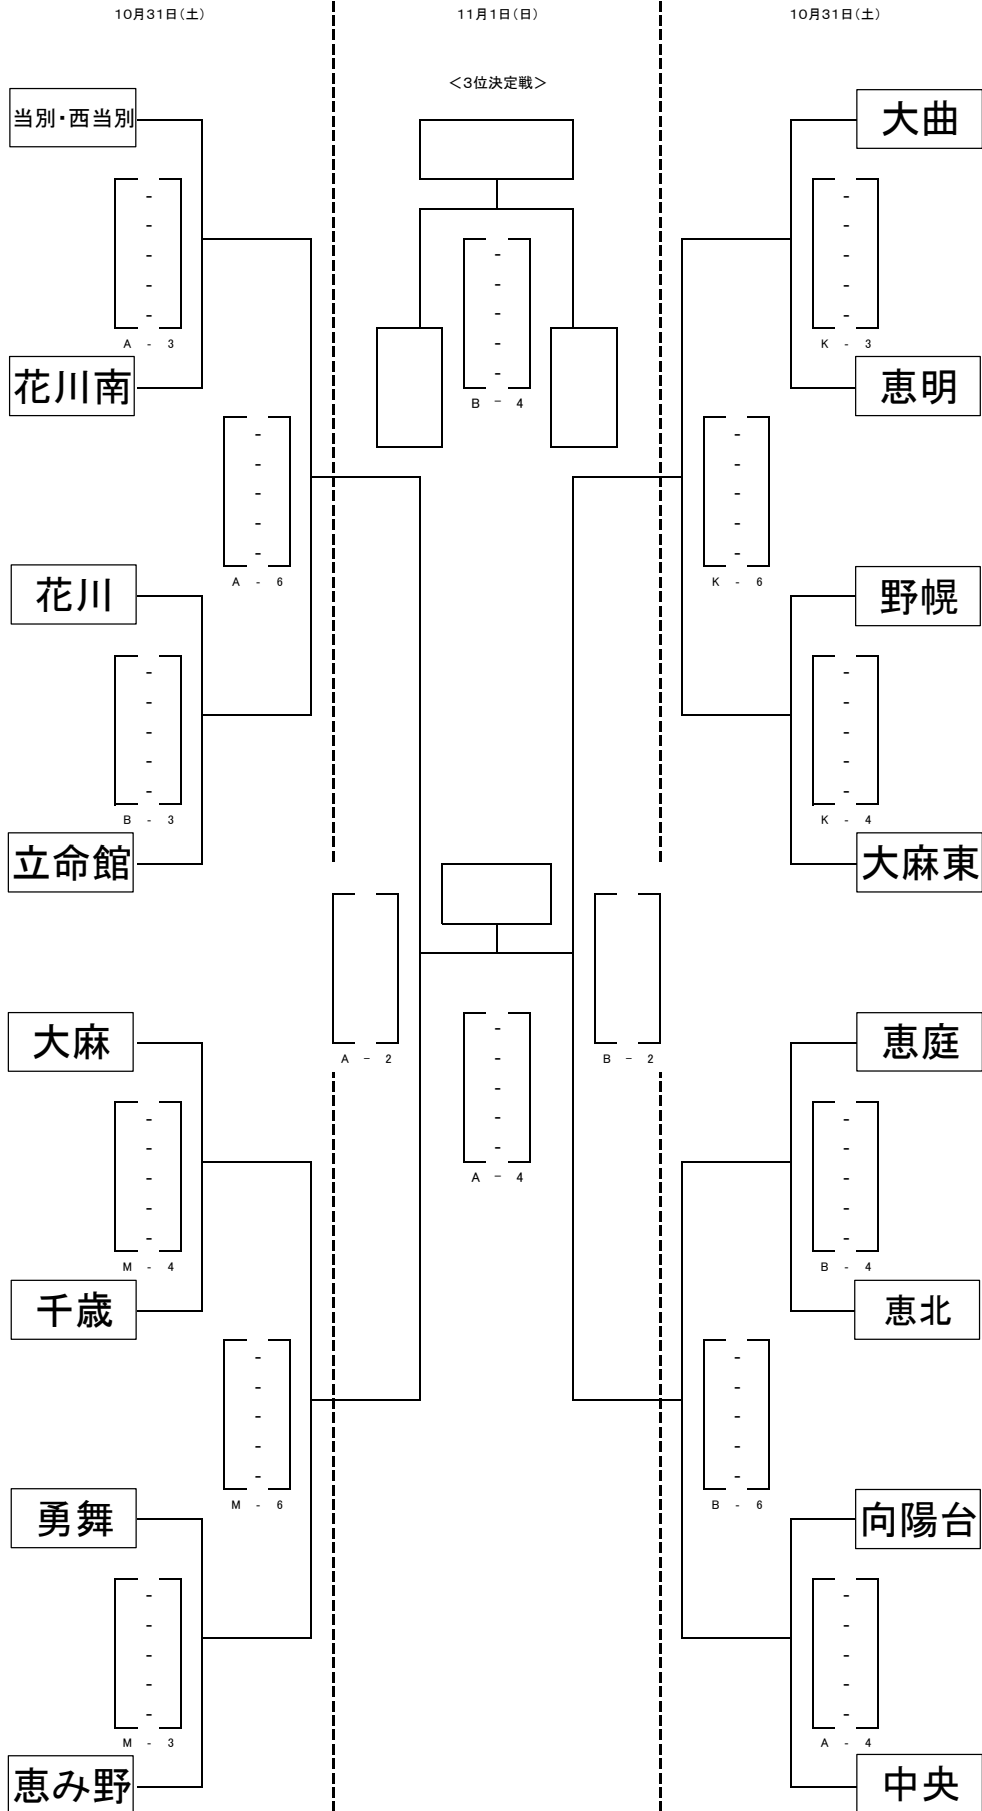 10月31日(土)
11月1日(日)
10月31日(土)
<3位決定戦>
当別・西当別
大曲
-
-
-
-
-
A - 3
-
-
-
-
-
B - 4
-
-
-
-
-
K - 3
花川南
恵明
-
-
-
-
-
A - 6
-
-
-
-
-
K - 6
花川
野幌
-
-
-
-
-
B - 3
-
-
-
-
-
K - 4
立命館
大麻東
A - 2
B - 2
大麻
恵庭
-
-
-
-
-
A - 4
-
-
-
-
-
M - 4
-
-
-
-
-
B - 4
千歳
恵北
-
-
-
-
-
M - 6
-
-
-
-
-
B - 6
勇舞
向陽台
-
-
-
-
-
M - 3
-
-
-
-
-
A - 4
恵み野
中央